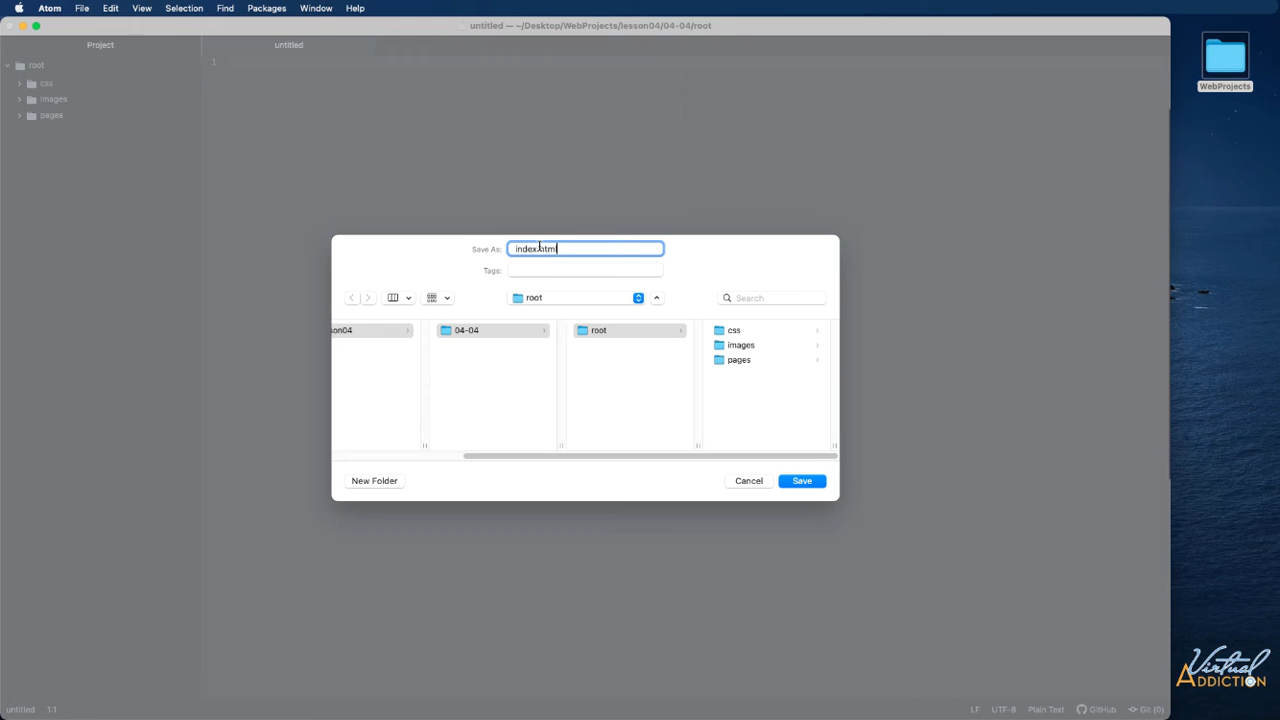 Atom File Edit View Selection Find Packages Window Help
untitled — ~/Desktop/WebProjects/lesson04/04-04/root
Project untitled
root 1
css
images
pages
WebProjects
Save As: index.html
Tags:
root Search
son04 04-04 root css
images
pages
New Folder Cancel Save
Virtual
ADDICTION
untitled 1:1 LF UTF-8 Plain Text GitHub Git (0)